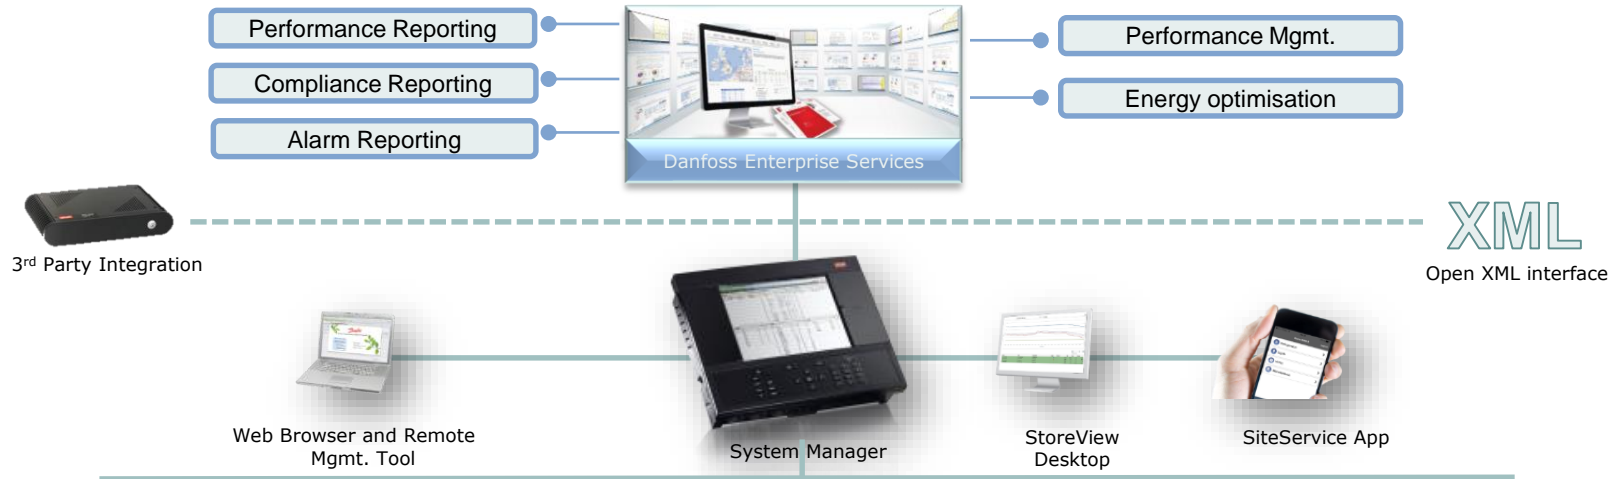 Performance Reporting
Compliance Reporting
Alarm Reporting
Performance Mgmt.
Energy optimisation
Danfoss Enterprise Services
3rd Party Integration
XML
Open XML interface
Web Browser and Remote
Mgmt. Tool
System Manager
StoreView
Desktop
SiteService App